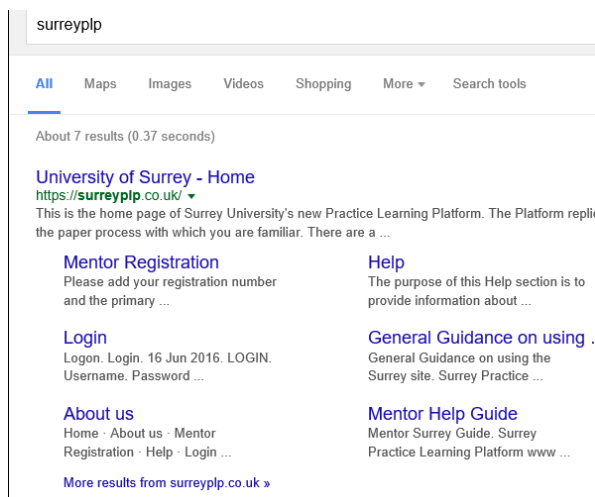 surreyplp
All Maps Images Videos Shopping More Search tools
About 7 results (0.37 seconds)
University of Surrey - Home
https://surreyplp.co.uk/
This is the home page of Surrey University's new Practice Learning Platform. The Platform replic
the paper process with which you are familiar. There are a ...
Mentor Registration
Please add your registration number
and the primary ...
Help
The purpose of this Help section is to
provide information about ...
Login
Logon. Login. 16 Jun 2016. LOGIN.
Username. Password ...
General Guidance on using .
General Guidance on using the
Surrey site. Surrey Practice ...
About us
Home · About us · Mentor
Registration · Help · Login ...
Mentor Help Guide
Mentor Surrey Guide. Surrey
Practice Learning Platform www ...
More results from surreyplp.co.uk »